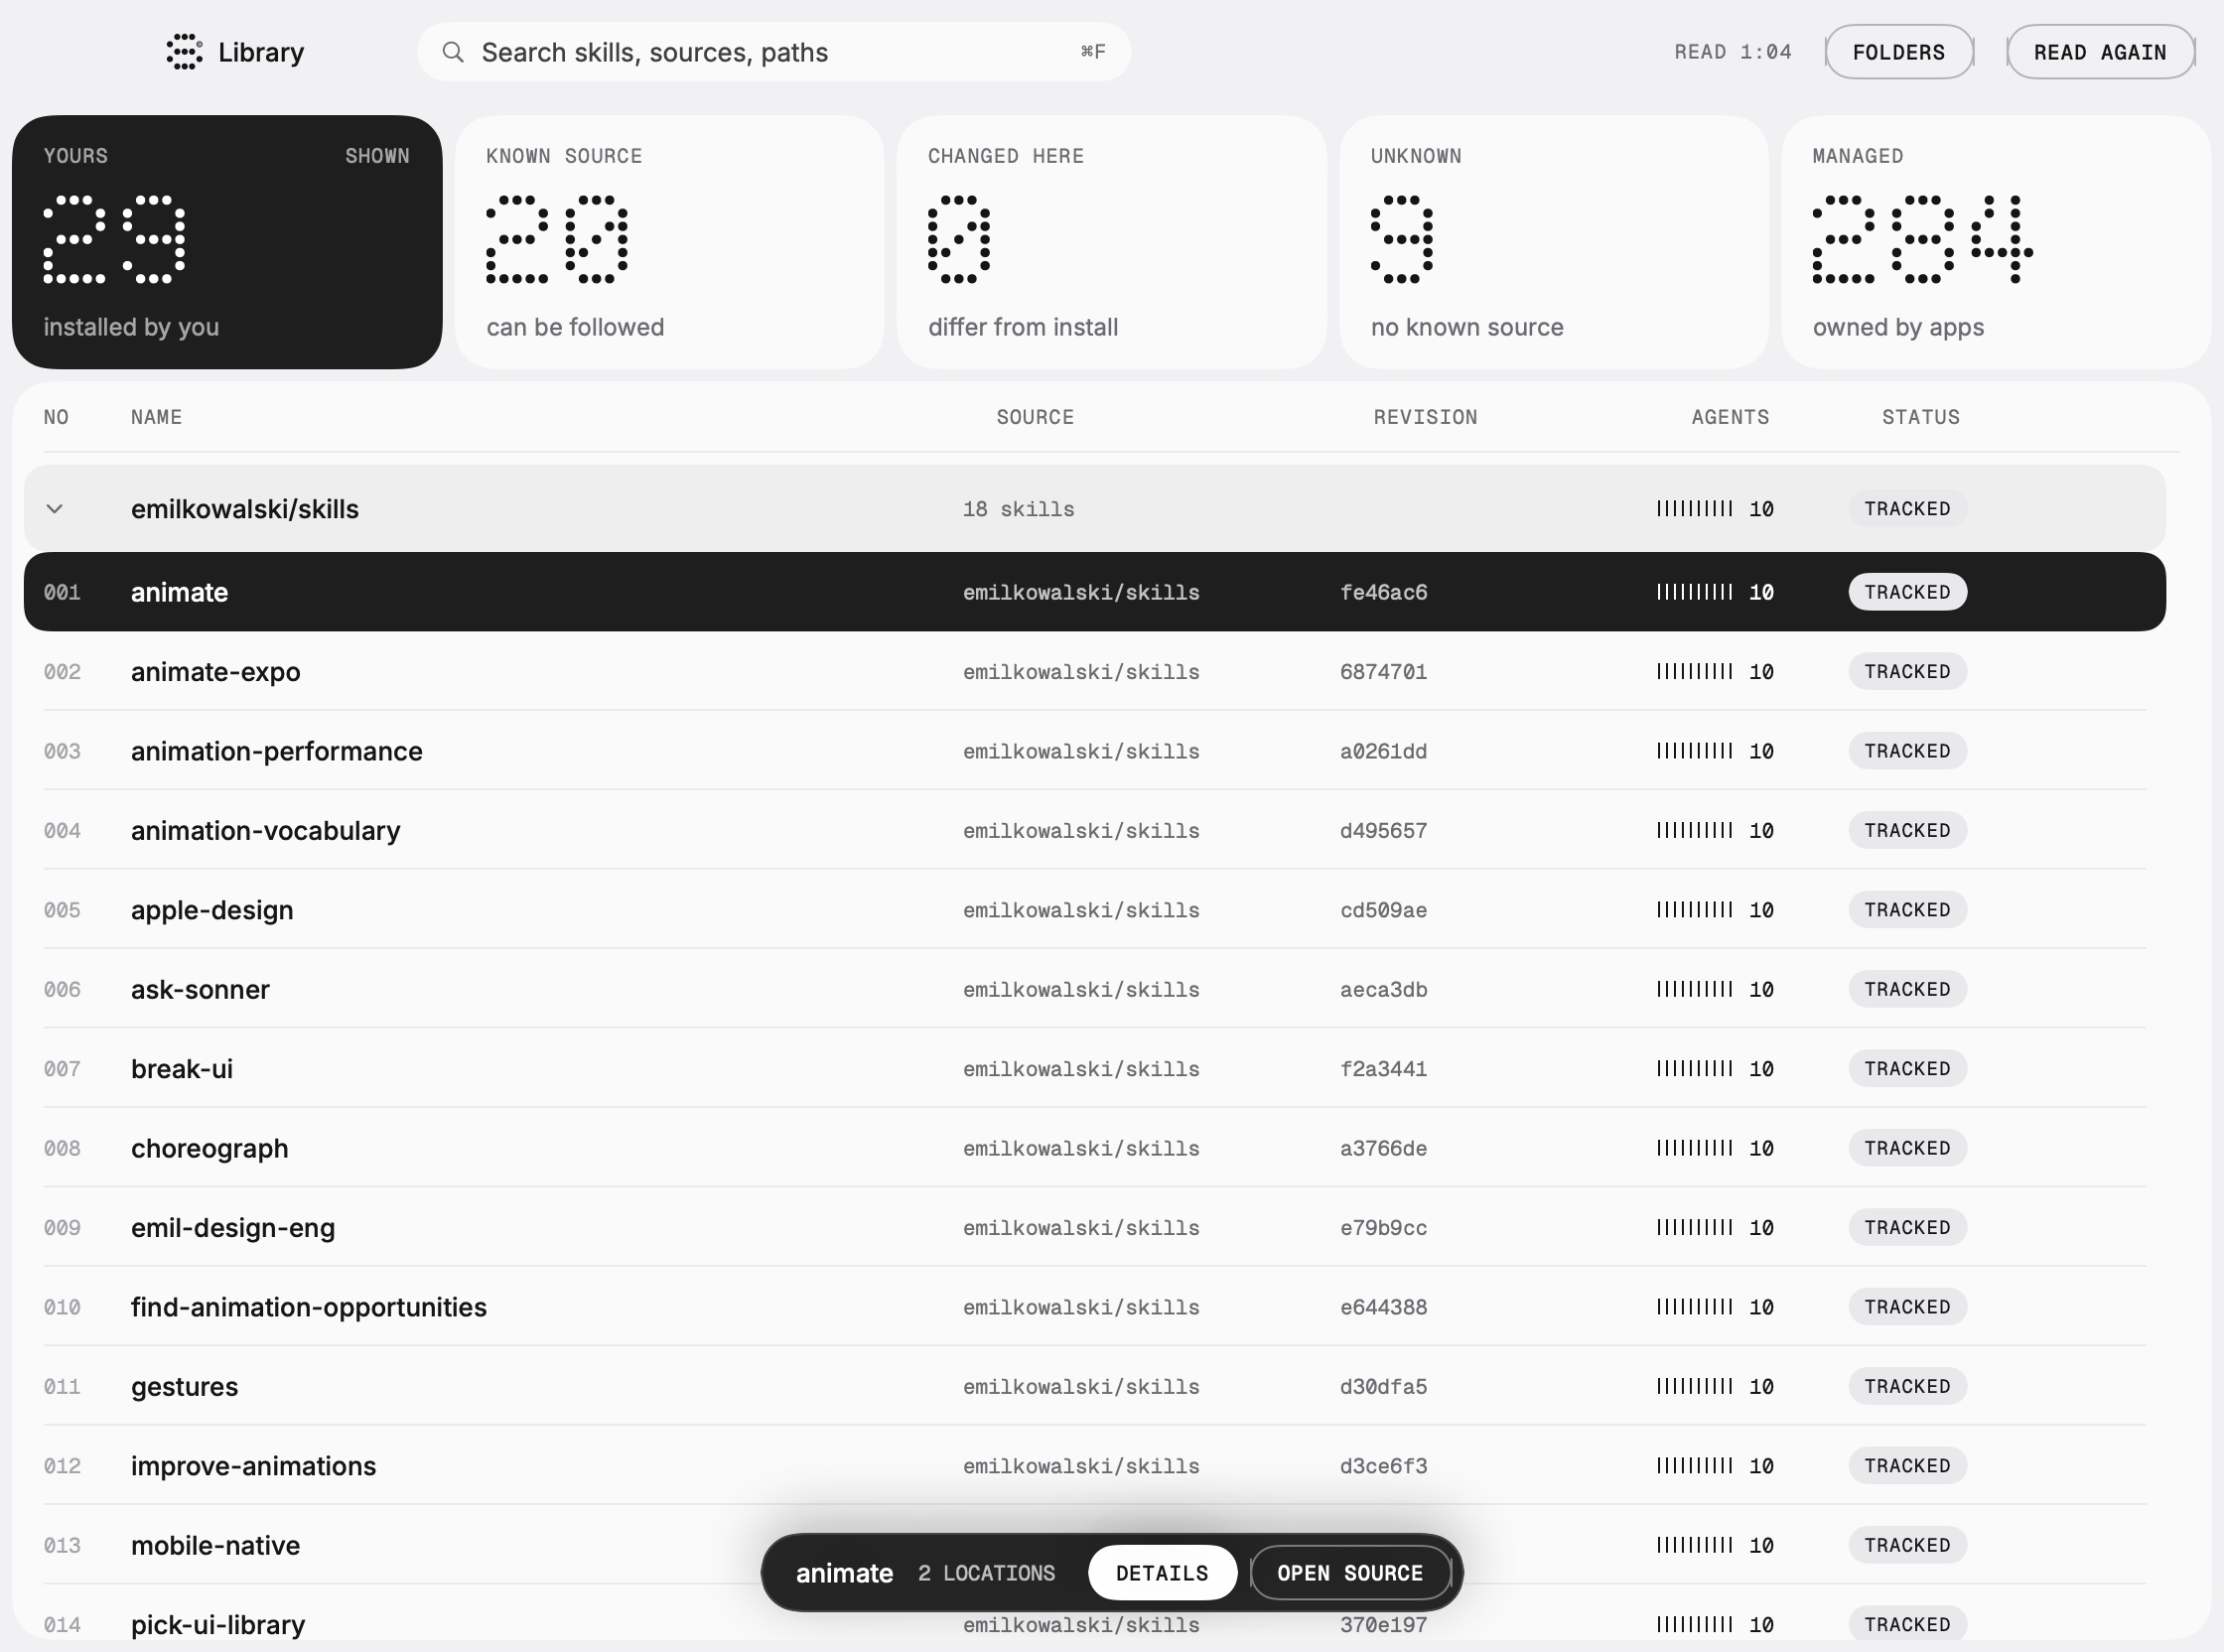 Library
Search skills, sources, paths ⌘F
READ 1:04
FOLDERS
READ AGAIN
YOURS SHOWN
29
installed by you
KNOWN SOURCE
20
can be followed
CHANGED HERE
0
differ from install
UNKNOWN
9
no known source
MANAGED
284
owned by apps
NO NAME SOURCE REVISION AGENTS STATUS
emilkowalski/skills 18 skills 10 TRACKED
001 animate emilkowalski/skills fe46ac6 10 TRACKED
002 animate-expo emilkowalski/skills 6874701 10 TRACKED
003 animation-performance emilkowalski/skills a0261dd 10 TRACKED
004 animation-vocabulary emilkowalski/skills d495657 10 TRACKED
005 apple-design emilkowalski/skills cd509ae 10 TRACKED
006 ask-sonner emilkowalski/skills aeca3db 10 TRACKED
007 break-ui emilkowalski/skills f2a3441 10 TRACKED
008 choreograph emilkowalski/skills a3766de 10 TRACKED
009 emil-design-eng emilkowalski/skills e79b9cc 10 TRACKED
010 find-animation-opportunities emilkowalski/skills e644388 10 TRACKED
011 gestures emilkowalski/skills d30dfa5 10 TRACKED
012 improve-animations emilkowalski/skills d3ce6f3 10 TRACKED
013 mobile-native 10 TRACKED
animate 2 LOCATIONS DETAILS OPEN SOURCE
014 pick-ui-library emilkowalski/skills 370e197 10 TRACKED